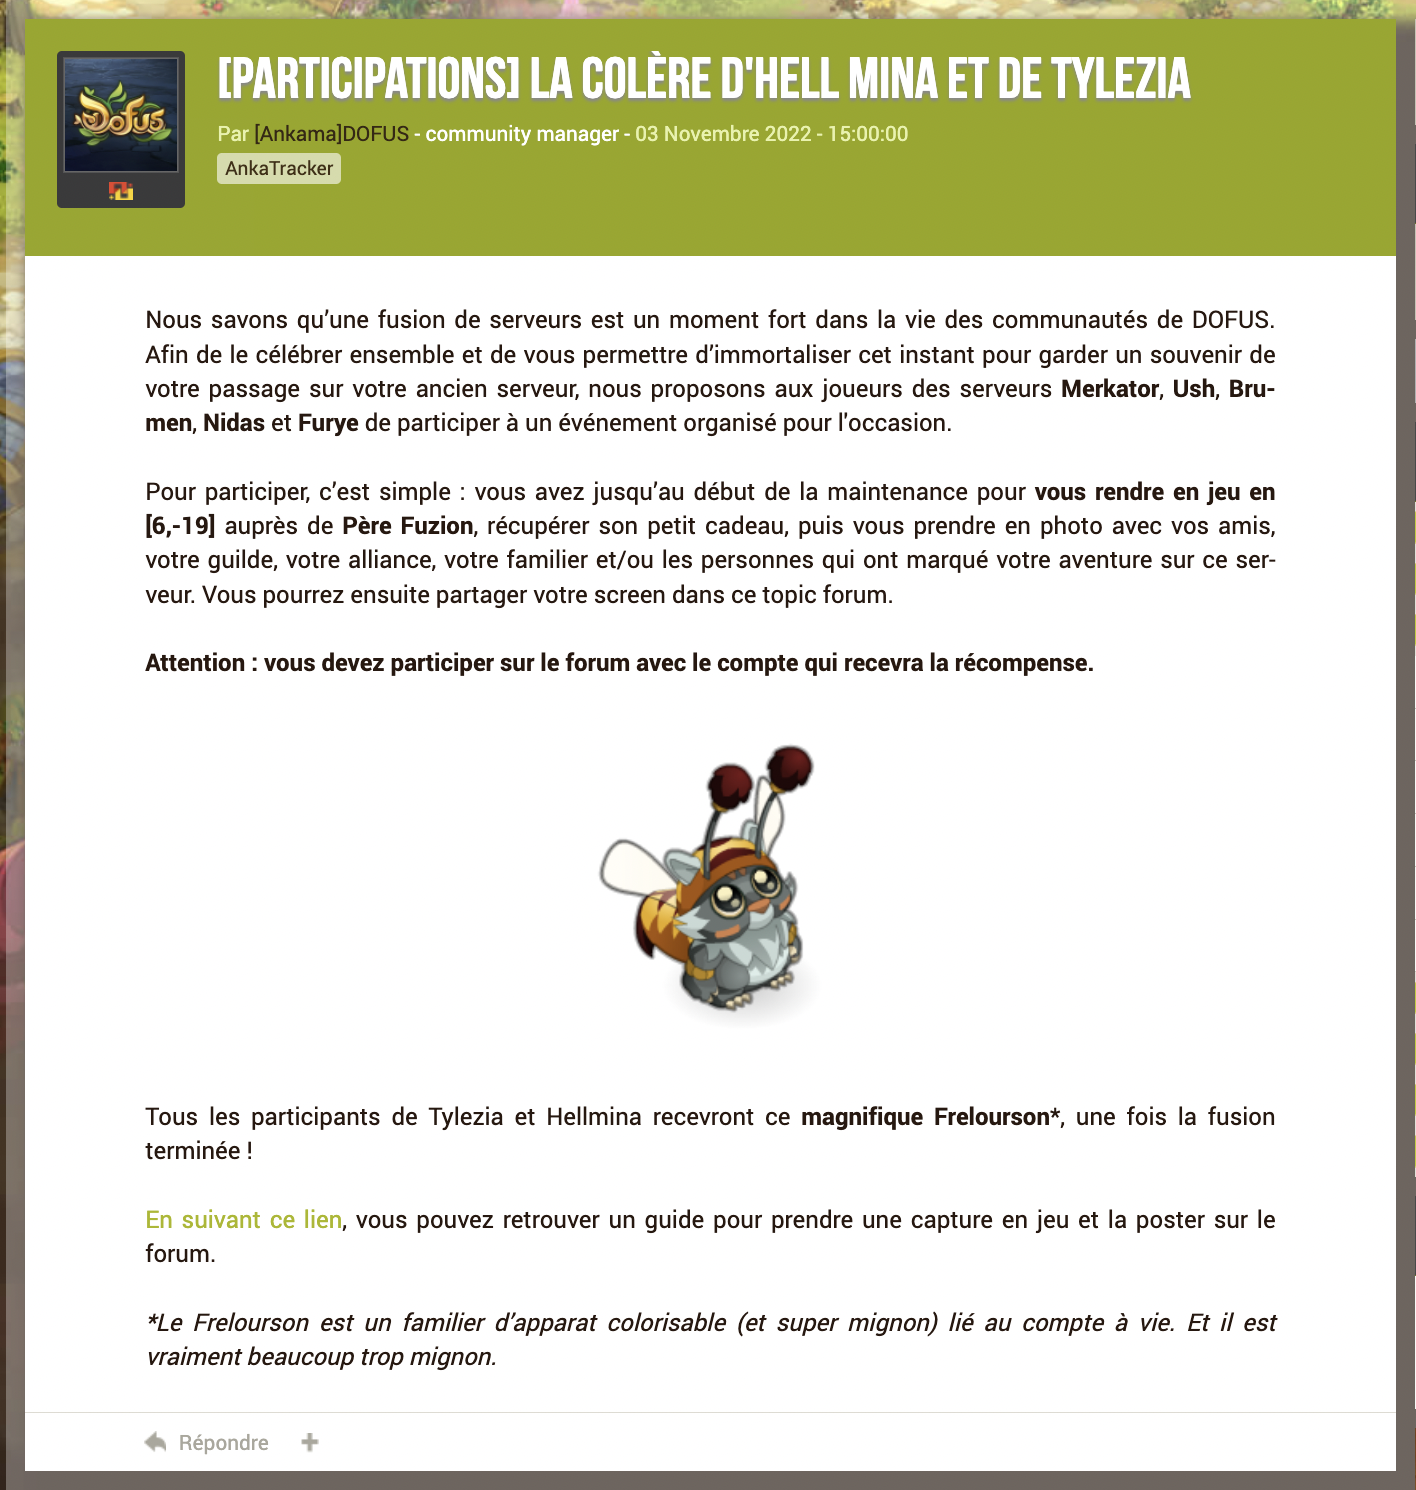 [PARTICIPATIONS] LA COLÈRE D'HELL MINA ET DE TYLEZIA
Dofus
Par [Ankama]DOFUS - community manager - 03 Novembre 2022 - 15:00:00
AnkaTracker
Nous savons qu’une fusion de serveurs est un moment fort dans la vie des communautés de DOFUS.
Afin de le célébrer ensemble et de vous permettre d’immortaliser cet instant pour garder un souvenir de
votre passage sur votre ancien serveur, nous proposons aux joueurs des serveurs Merkator, Ush, Bru-
men, Nidas et Furye de participer à un événement organisé pour l'occasion.
Pour participer, c’est simple : vous avez jusqu’au début de la maintenance pour vous rendre en jeu en
[6,-19] auprès de Père Fuzion, récupérer son petit cadeau, puis vous prendre en photo avec vos amis,
votre guilde, votre alliance, votre familier et/ou les personnes qui ont marqué votre aventure sur ce ser-
veur. Vous pourrez ensuite partager votre screen dans ce topic forum.
Attention : vous devez participer sur le forum avec le compte qui recevra la récompense.
Tous les participants de Tylezia et Hellmina recevront ce magnifique Frelourson*, une fois la fusion
terminée !
En suivant ce lien, vous pouvez retrouver un guide pour prendre une capture en jeu et la poster sur le
forum.
*Le Frelourson est un familier d’apparat colorisable (et super mignon) lié au compte à vie. Et il est
vraiment beaucoup trop mignon.
Répondre